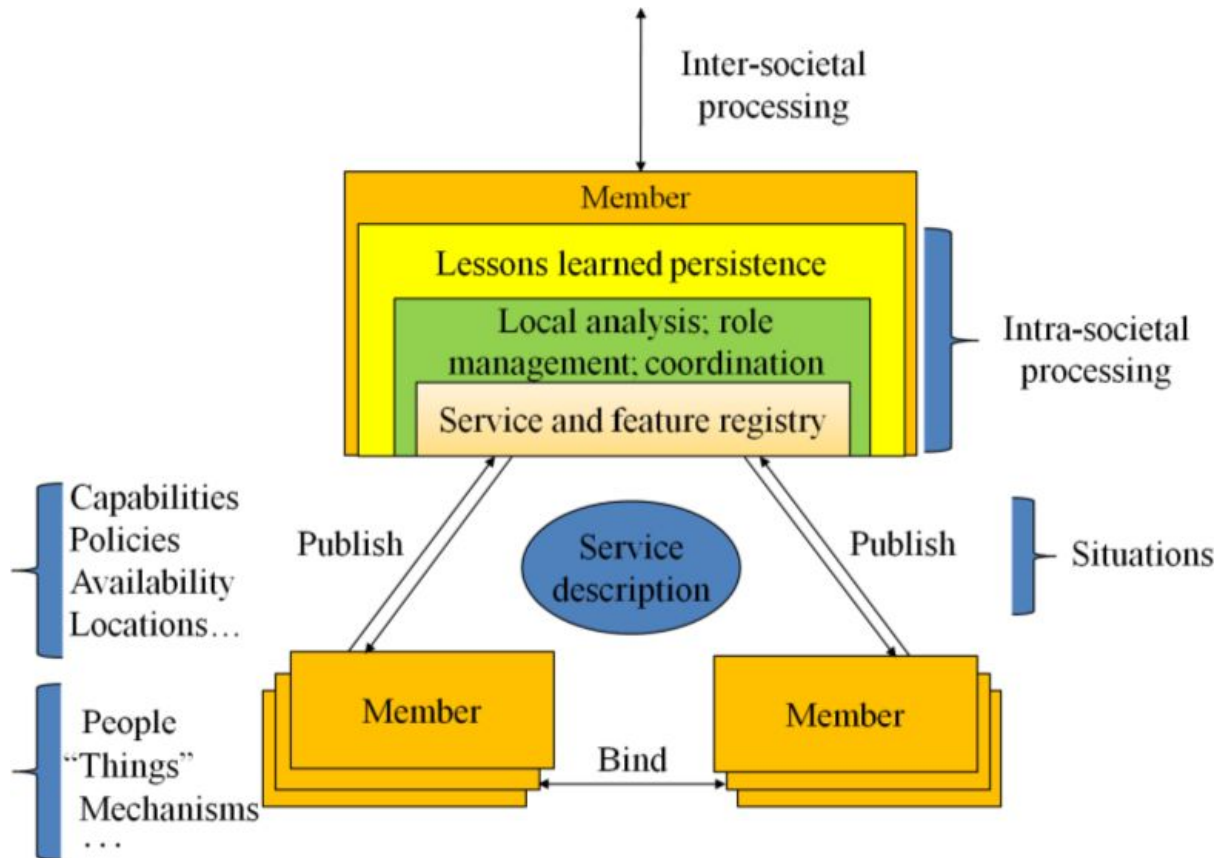 Inter-societal
processing
Member
Lessons learned persistence
Local analysis; role
management; coordination
Service and feature registry
Intra-societal
processing
Capabilities
Policies
Availability
Locations…
Publish
Service
description
Publish
Situations
People
“Things”
Mechanisms
…
Member
Bind
Member